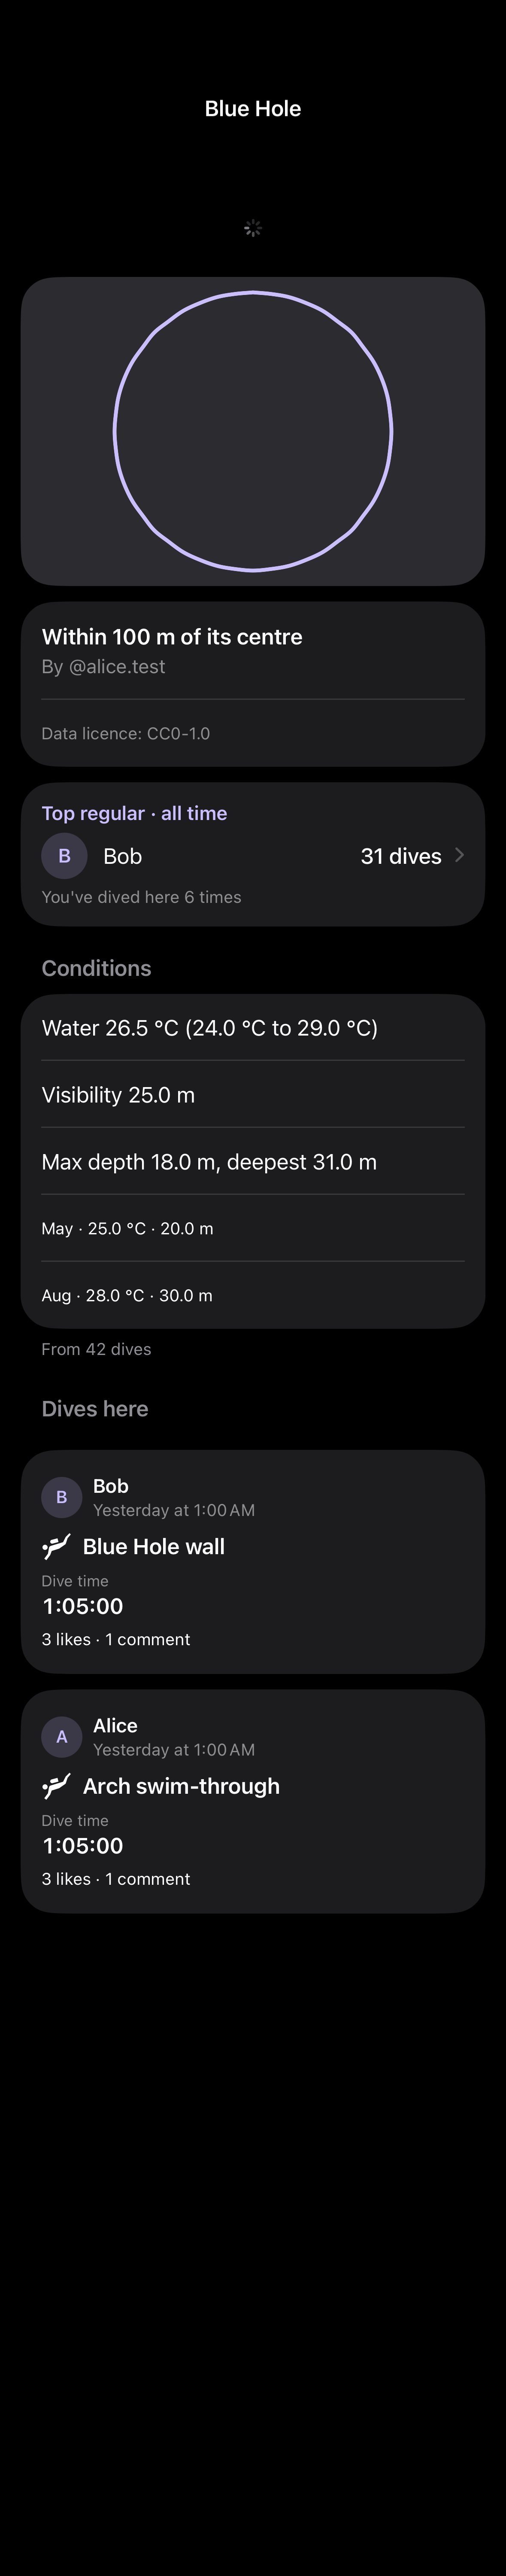 Blue Hole
Within 100 m of its centre
By @alice.test
Data licence: CC0-1.0
Top regular · all time
B
Bob
31 dives
You've dived here 6 times
Conditions
Water 26.5 °C (24.0 °C to 29.0 °C)
Visibility 25.0 m
Max depth 18.0 m, deepest 31.0 m
May · 25.0 °C · 20.0 m
Aug · 28.0 °C · 30.0 m
From 42 dives
Dives here
B
Bob
Yesterday at 1:00 AM
Blue Hole wall
Dive time
1:05:00
3 likes · 1 comment
A
Alice
Yesterday at 1:00 AM
Arch swim-through
Dive time
1:05:00
3 likes · 1 comment